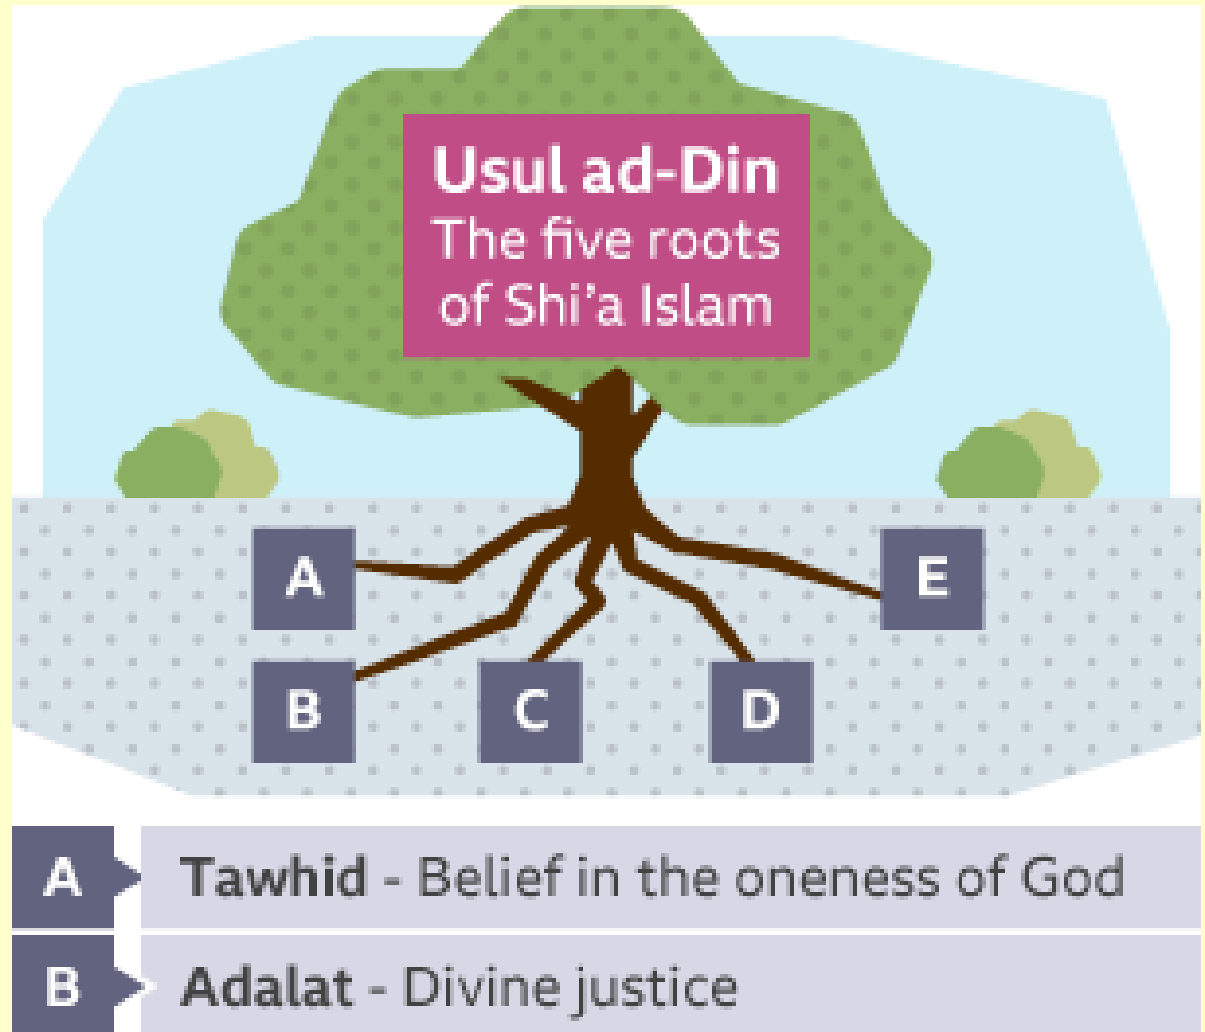 Usul ad-Din
The five roots
of Shi’a Islam
A
E
B
C
D
A
Tawhid - Belief in the oneness of God
B
Adalat - Divine justice